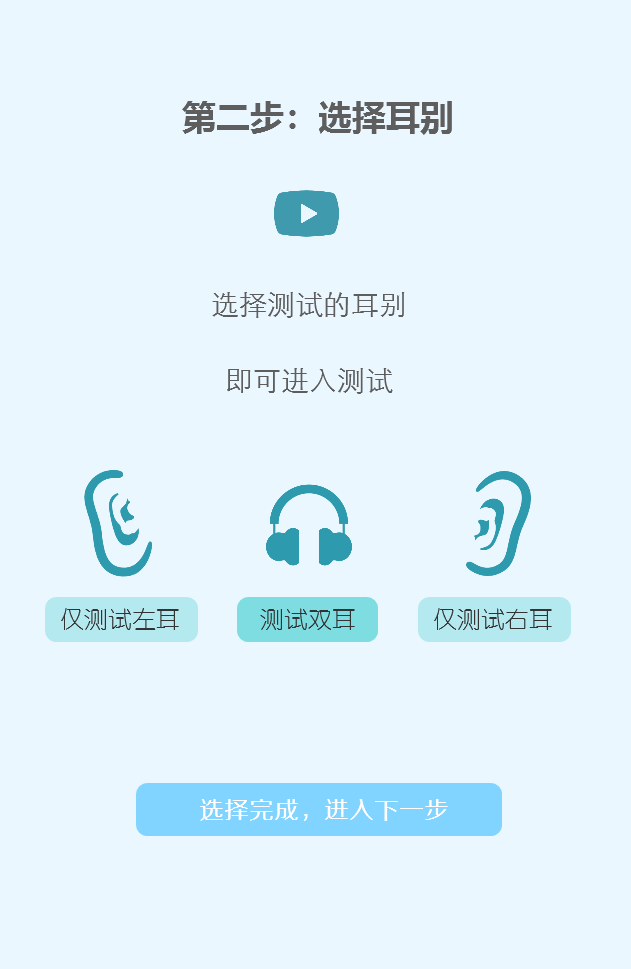 第二步：选择耳别
选择测试的耳别
即可进入测试
仅测试左耳
测试双耳
仅测试右耳
选择完成，进入下一步